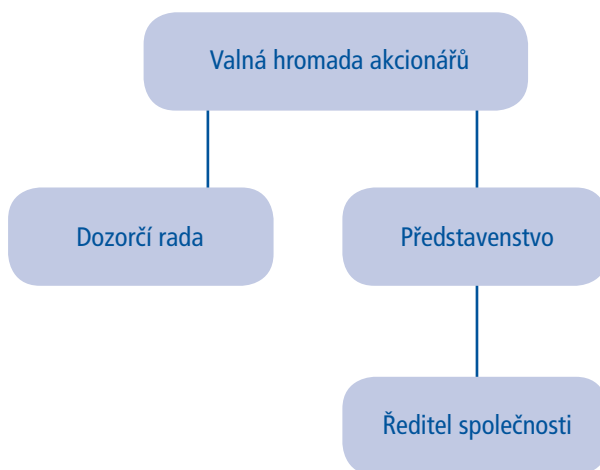 Valná hromada akcionářů
Dozorčí rada
Představenstvo
Ředitel společnosti